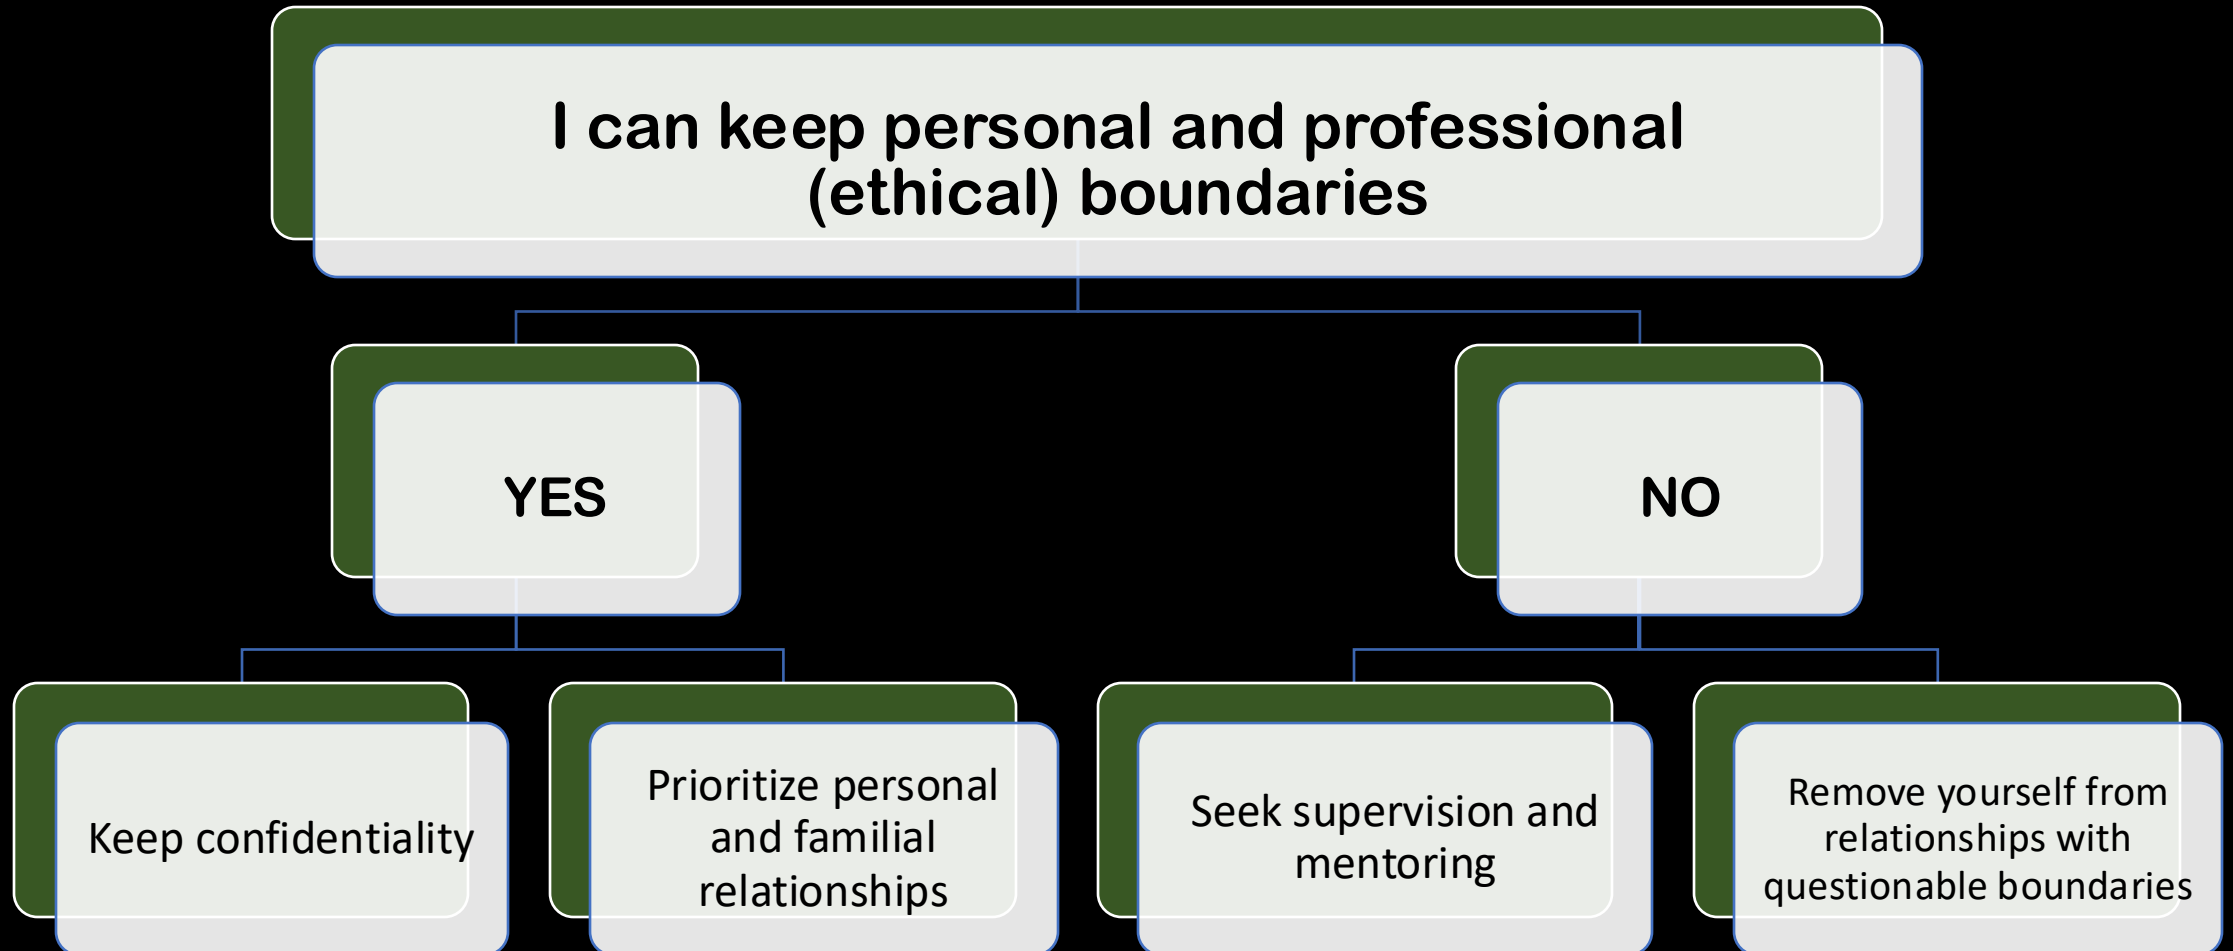 I can keep personal and professional
(ethical) boundaries
YES
NO
Keep confidentiality
Prioritize personal
and familial
relationships
Seek supervision and
mentoring
Remove yourself from
relationships with
questionable boundaries